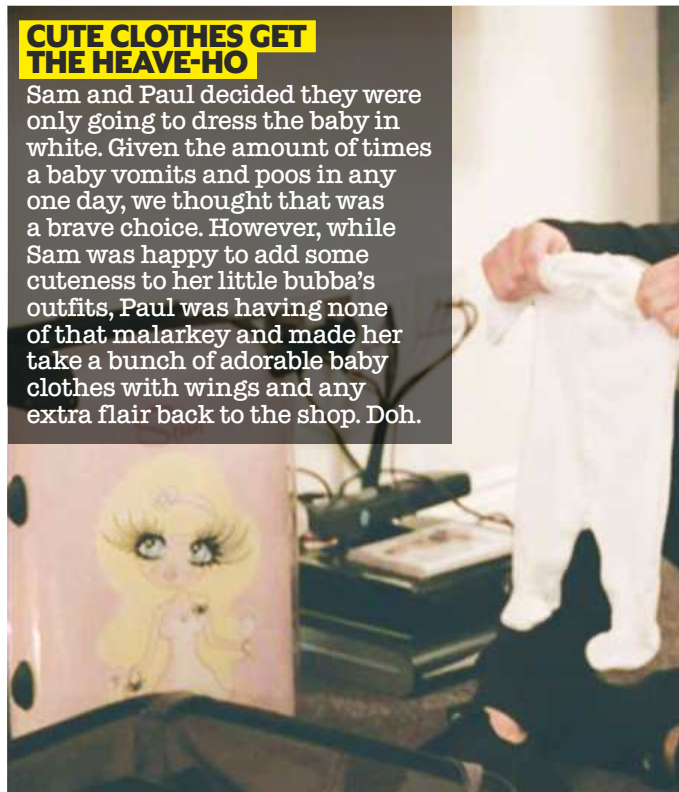 CUTE CLOTHES GET
THE HEAVE-HO
Sam and Paul decided they were
only going to dress the baby in
white. Given the amount of times
a baby vomits and poos in any
one day, we thought that was
a brave choice. However, while
Sam was happy to add some
cuteness to her little bubba's
outfits, Paul was having none
of that malarkey and made her
take a bunch of adorable baby
clothes with wings and any
extra flair back to the shop. Doh.